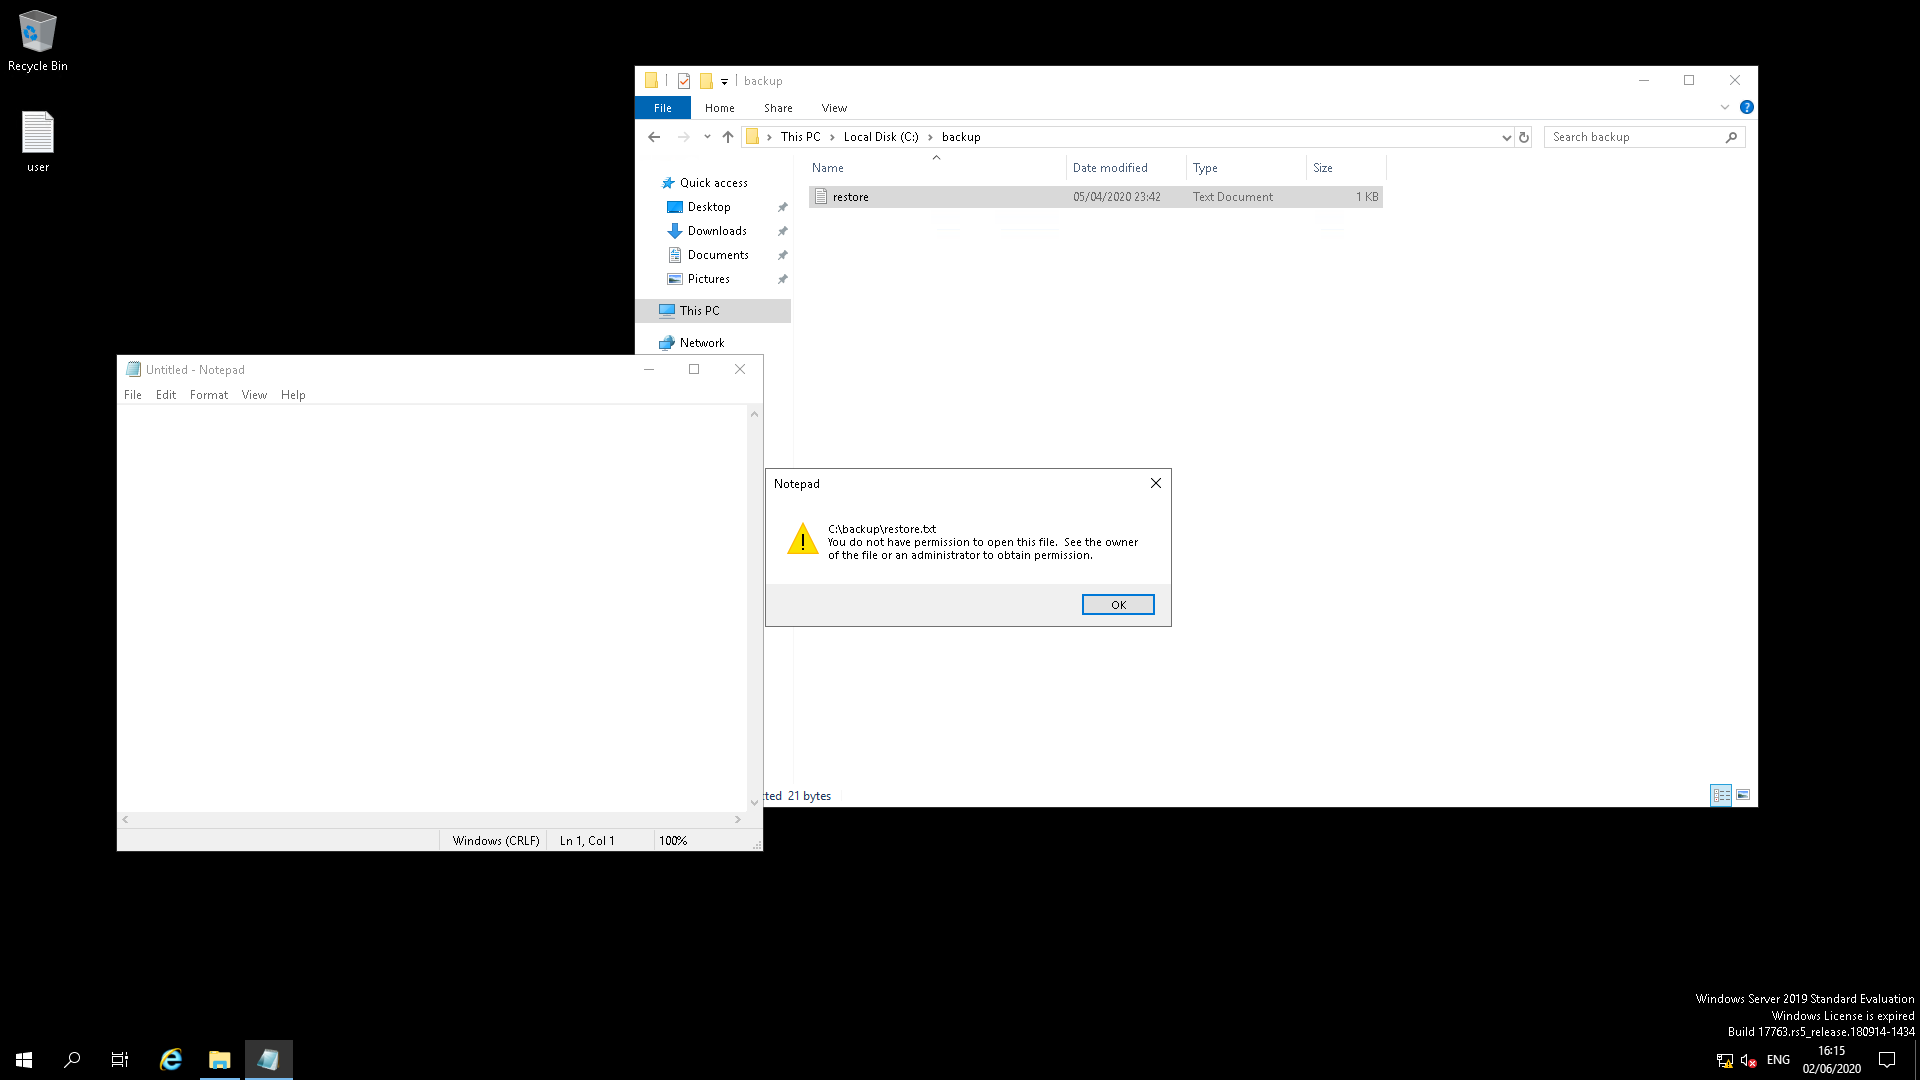 Recycle Bin
user
backup
File Home Share View
This PC Local Disk (C:) backup
Search backup
Name Date modified Type Size
restore 05/04/2020 23:42 Text Document 1 KB
Quick access
Desktop
Downloads
Documents
Pictures
This PC
Network
Untitled - Notepad
File Edit Format View Help
Notepad
C:\backup\restore.txt
You do not have permission to open this file. See the owner
of the file or an administrator to obtain permission.
OK
cted 21 bytes
Windows (CRLF) Ln 1, Col 1 100%
Windows Server 2019 Standard Evaluation
Windows License is expired
Build 17763.rs5_release.180914-1434
ENG
16:15
02/06/2020